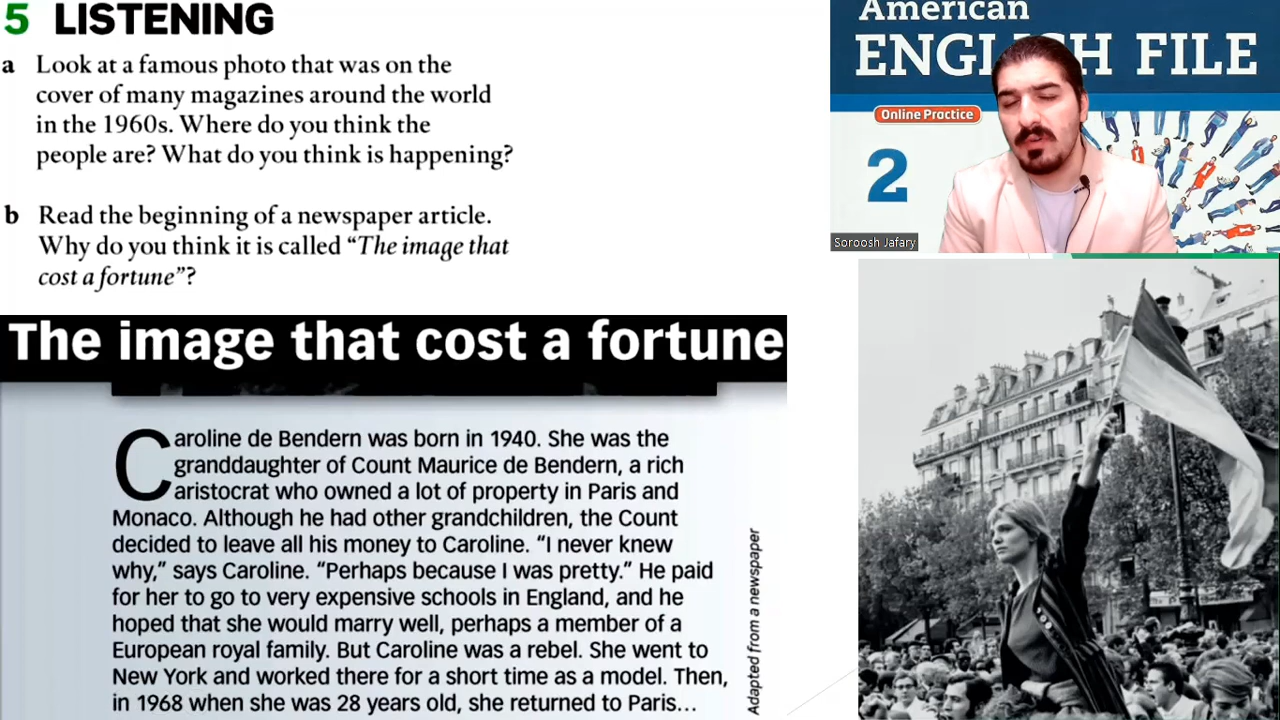 5 LISTENING
a Look at a famous photo that was on the
cover of many magazines around the world
in the 1960s. Where do you think the
people are? What do you think is happening?
b Read the beginning of a newspaper article.
Why do you think it is called “The image that
cost a fortune”?
The image that cost a fortune
Caroline de Bendern was born in 1940. She was the
granddaughter of Count Maurice de Bendern, a rich
aristocrat who owned a lot of property in Paris and
Monaco. Although he had other grandchildren, the Count
decided to leave all his money to Caroline. “I never knew
why,” says Caroline. “Perhaps because I was pretty.” He paid
for her to go to very expensive schools in England, and he
hoped that she would marry well, perhaps a member of a
European royal family. But Caroline was a rebel. She went to
New York and worked there for a short time as a model. Then,
in 1968 when she was 28 years old, she returned to Paris...
Adapted from a newspaper
American
ENGLISH FILE
Online Practice
2
Soroosh Jafary